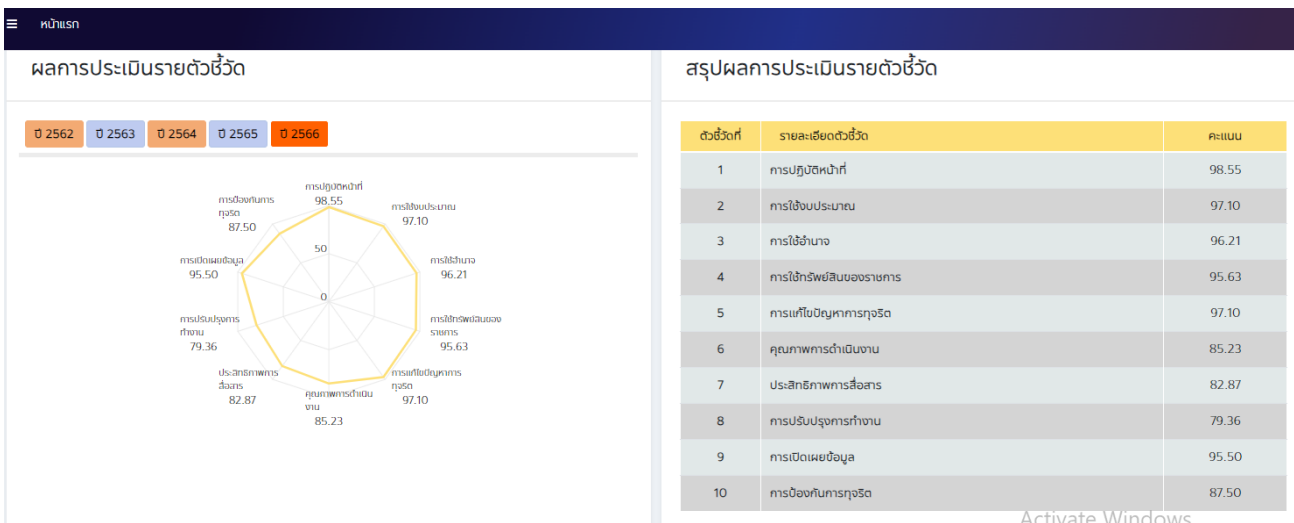 หน้าแรก
ผลการประเมินรายตัวชี้วัด
ปี 2562 ปี 2563 ปี 2564 ปี 2565 ปี 2566
การปฏิบัติหน้าที่
98.55
การใช้งบประมาณ
97.10
การใช้อำนาจ
96.21
การใช้ทรัพย์สินของ
ราชการ
95.63
การแก้ไขปัญหาการ
ทุจริต
97.10
คุณภาพการดำเนิน
งาน
85.23
ประสิทธิภาพการ
สื่อสาร
82.87
การปรับปรุงการ
ทำงาน
79.36
การเปิดเผยข้อมูล
95.50
การป้องกันการ
ทุจริต
87.50
50
0
สรุปผลการประเมินรายตัวชี้วัด
ตัวชี้วัดที่ รายละเอียดตัวชี้วัด คะแนน
1 การปฏิบัติหน้าที่ 98.55
2 การใช้งบประมาณ 97.10
3 การใช้อำนาจ 96.21
4 การใช้ทรัพย์สินของราชการ 95.63
5 การแก้ไขปัญหาการทุจริต 97.10
6 คุณภาพการดำเนินงาน 85.23
7 ประสิทธิภาพการสื่อสาร 82.87
8 การปรับปรุงการทำงาน 79.36
9 การเปิดเผยข้อมูล 95.50
10 การป้องกันการทุจริต 87.50
Activate Windows